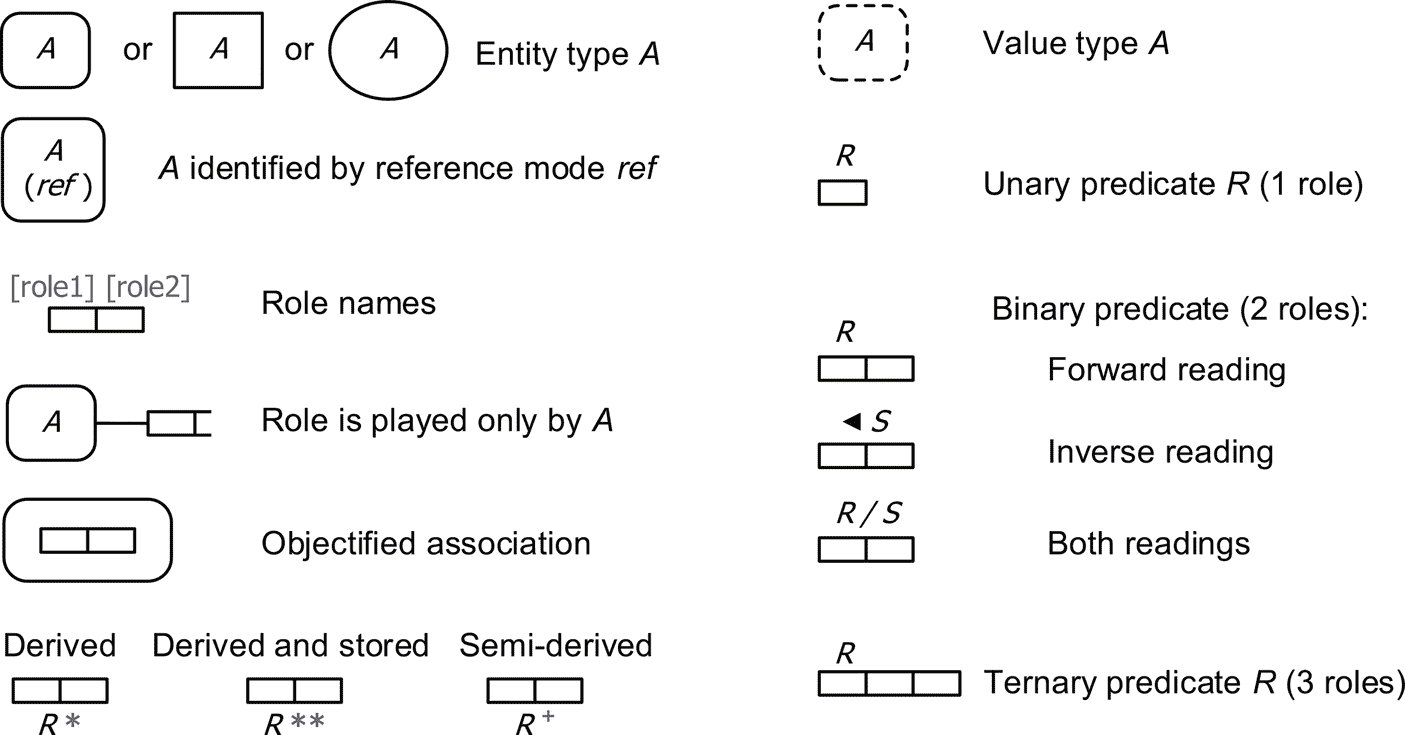 A or A or A Entity type A
A
(ref) A identified by reference mode ref
[role1] [role2]
Role names
A Role is played only by A
Objectified association
Derived Derived and stored Semi-derived
R* R** R+
A Value type A
R
Unary predicate R (1 role)
Binary predicate (2 roles):
R
Forward reading
◄ S
Inverse reading
R / S
Both readings
R
Ternary predicate R (3 roles)